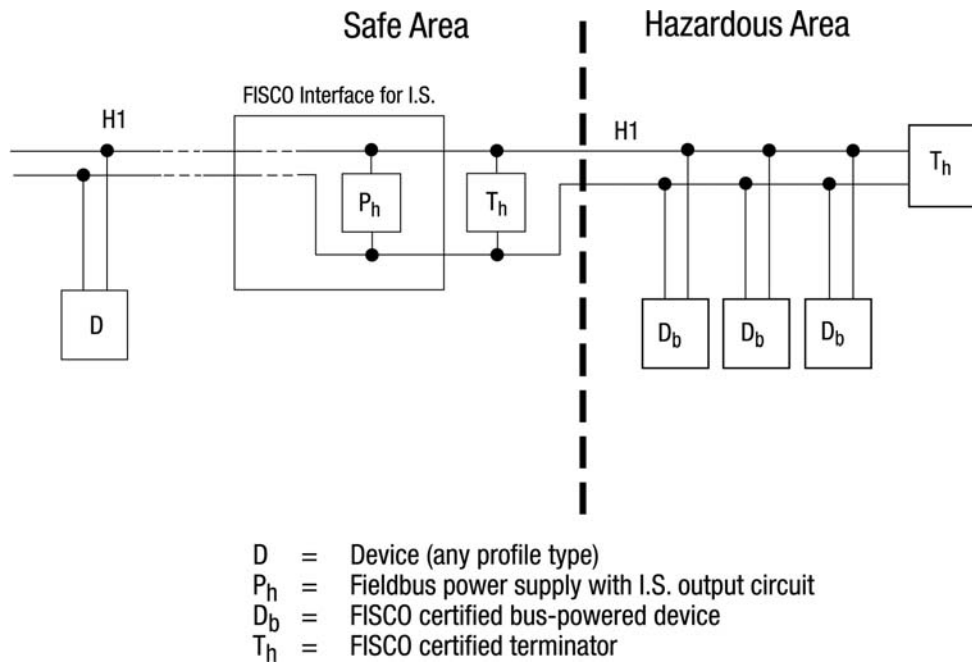 Safe Area
Hazardous Area
FISCO Interface for I.S.
H1
H1
Ph
Th
Th
D
Db
Db
Db
D = Device (any profile type)
Ph = Fieldbus power supply with I.S. output circuit
Db = FISCO certified bus-powered device
Th = FISCO certified terminator